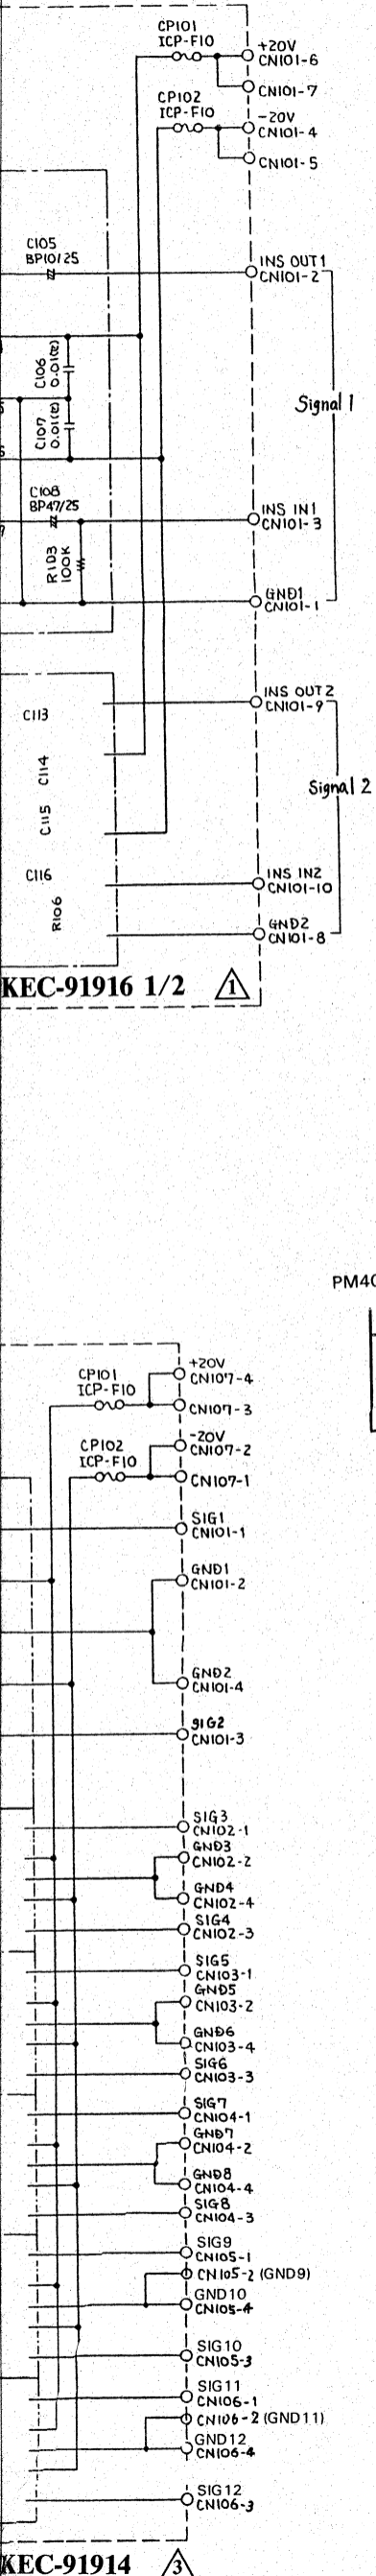 CP101
ICP-F10
+20V
CN101-6
CN101-7
CP102
ICP-F10
-20V
CN101-4
CN101-5
C105
BP10/25
INS OUT1
CN101-2
C106
0.01(e)
C107
0.01(e)
Signal 1
C108
BP47/25
INS IN1
CN101-3
R103
100K
GND1
CN101-1
INS OUT2
CN101-9
C113
C114
Signal 2
C115
C116
INS IN2
CN101-10
R106
GND2
CN101-8
KEC-91916 1/2
1
PM40
+20V
CN107-4
CP101
ICP-F10
CN107-3
-20V
CN107-2
CP102
ICP-F10
CN107-1
SIG1
CN101-1
GND1
CN101-2
GND2
CN101-4
SIG2
CN101-3
SIG3
CN102-1
GND3
CN102-2
GND4
CN102-4
SIG4
CN102-3
SIG5
CN103-1
GND5
CN103-2
GND6
CN103-4
SIG6
CN103-3
SIG7
CN104-1
GND7
CN104-2
GND8
CN104-4
SIG8
CN104-3
SIG9
CN105-1
CN105-2 (GND9)
GND10
CN105-4
SIG10
CN105-3
SIG11
CN106-1
CN106-2 (GND11)
GND12
CN106-4
SIG12
CN106-3
KEC-91914
3